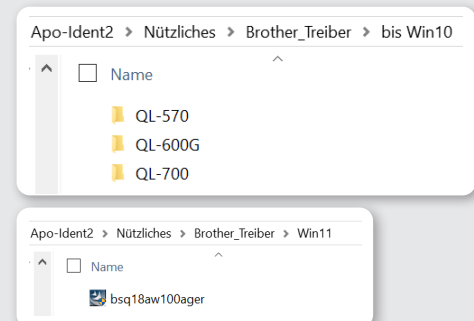 Apo-Ident2 > Nützliches > Brother_Treiber > bis Win10
Name
QL-570
QL-600G
QL-700
Apo-Ident2 > Nützliches > Brother_Treiber > Win11
Name
bsq18aw100ager